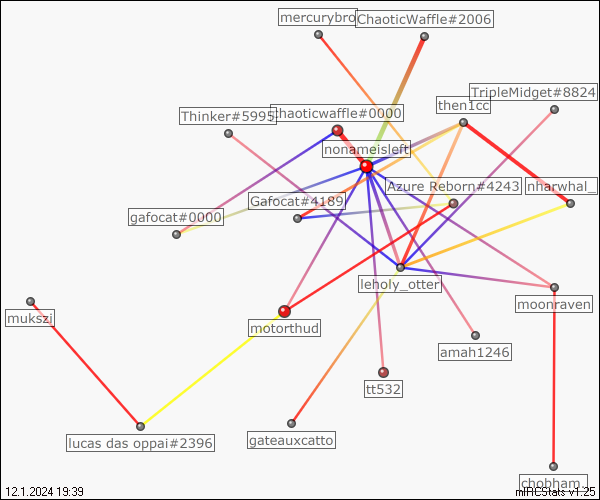 mercurybro
ChaoticWaffle#2006
TripleMidget#8824
then1cc
Thinker#5995
chaoticwaffle#0000
nonameisleft
Azure Reborn#4243
nharwhal_
Gafocat#4189
gafocat#0000
leholy_otter
moonraven
mukszi
motorthud
amah1246
tt532
lucas das oppai#2396
gateauxcatto
chobham_
12.1.2024 19:39
mIRCStats v1.25